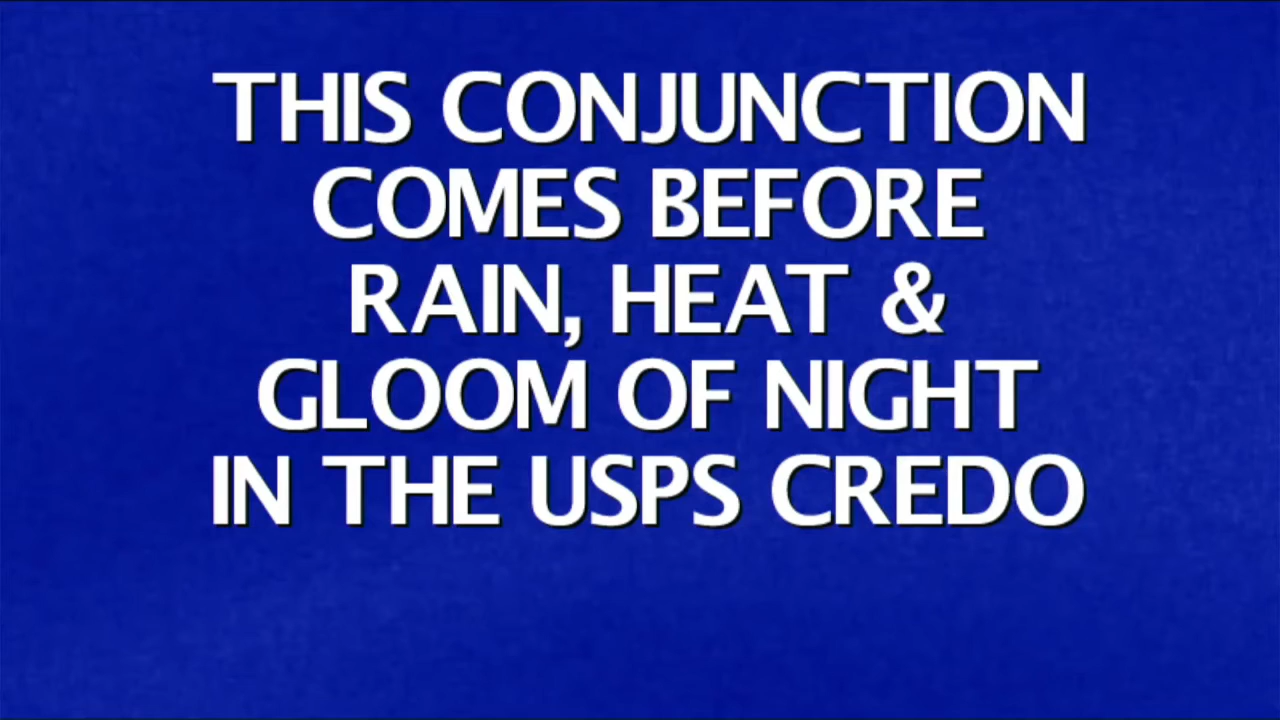 THIS CONJUNCTION
COMES BEFORE
RAIN, HEAT &
GLOOM OF NIGHT
IN THE USPS CREDO